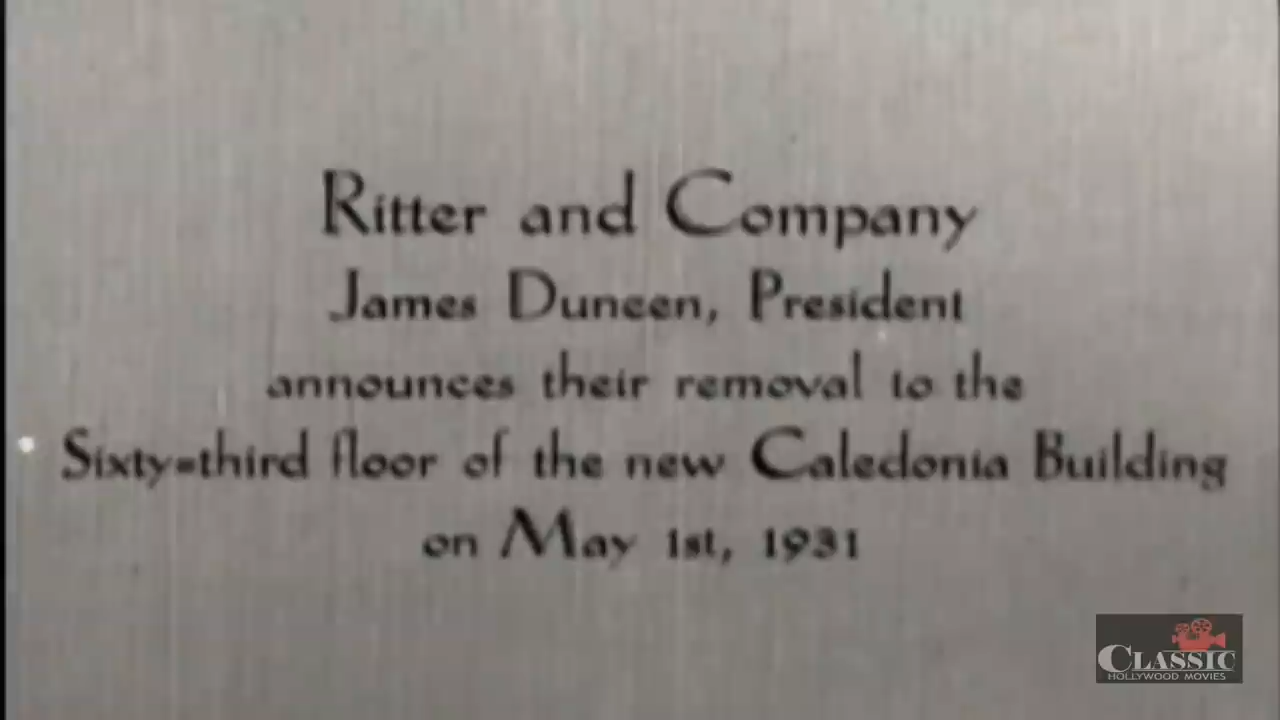 Ritter and Company
James Duneen, President
announces their removal to the
Sixty=third floor of the new Caledonia Building
on May 1st, 1931
CLASSIC
HOLLYWOOD MOVIES